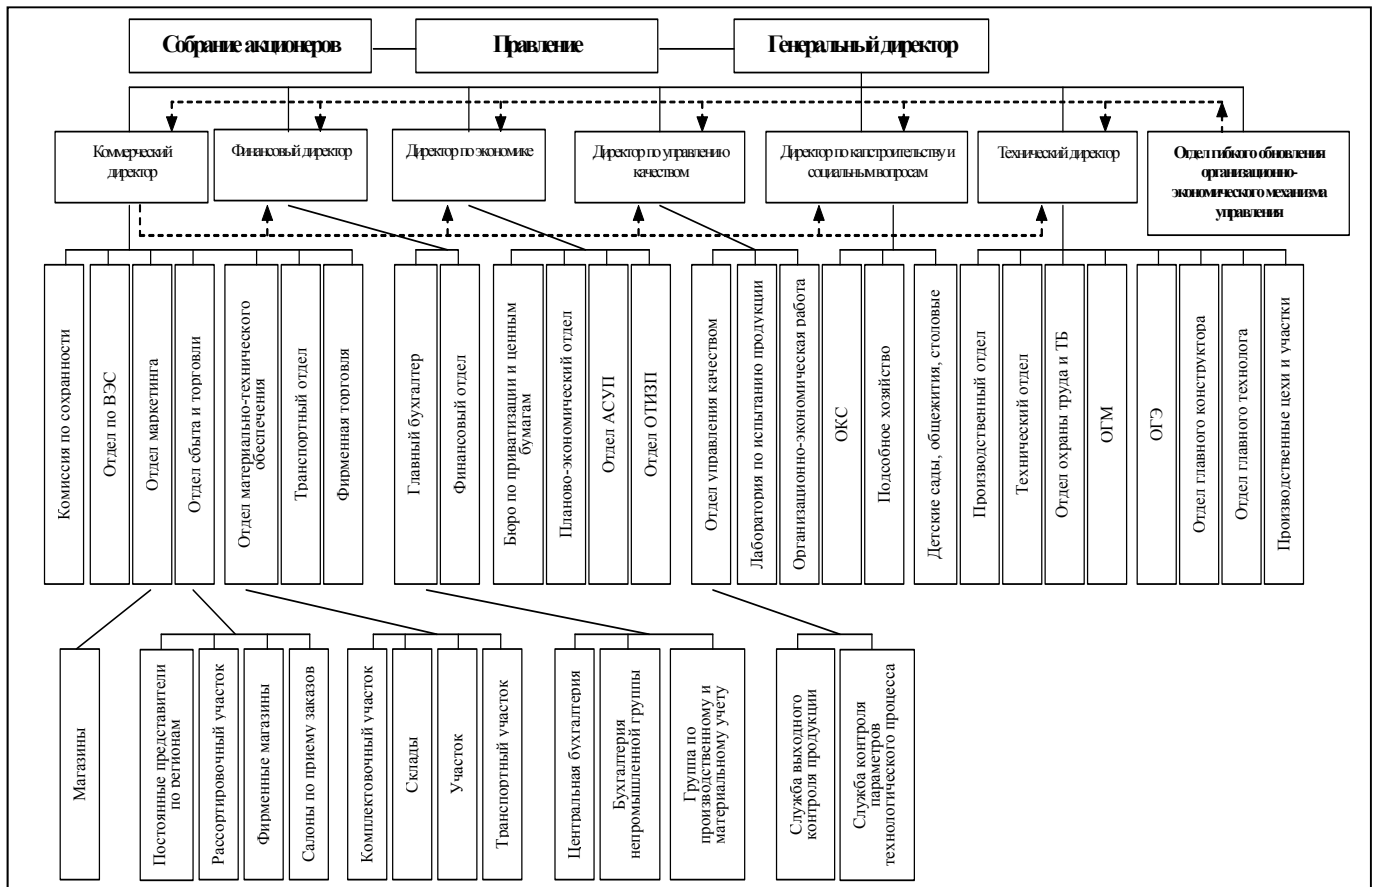 Собрание акционеров
Правление
Генеральный директор
Коммерческий
директор
Финансовый директор
Директор по экономике
Директор по управлению
качеством
Директор по капстроительству и
социальным вопросам
Технический директор
Отдел гибкого обновления
организационно-
экономического механизма
управления
Комиссия по сохранности
Отдел по ВЭС
Отдел маркетинга
Отдел сбыта и торговли
Отдел материально-технического
обеспечения
Транспортный отдел
Фирменная торговля
Главный бухгалтер
Финансовый отдел
Бюро по приватизации и ценным
бумагам
Планово-экономический отдел
Отдел АСУП
Отдел ОТИЗП
Отдел управления качеством
Лаборатория по испытанию продукции
Организационно-экономическая работа
ОКС
Подсобное хозяйство
Детские сады, общежития, столовые
Производственный отдел
Технический отдел
Отдел охраны труда и ТБ
ОГМ
ОГЭ
Отдел главного конструктора
Отдел главного технолога
Производственные цехи и участки
Магазины
Постоянные представители
по регионам
Рассортировочный участок
Фирменные магазины
Салоны по приему заказов
Комплектовочный участок
Склады
Участок
Транспортный участок
Центральная бухгалтерия
Бухгалтерия
непромышленной группы
Группа по
производственному и
материальному учету
Служба выходного
контроля продукции
Служба контроля
параметров
технологического процесса